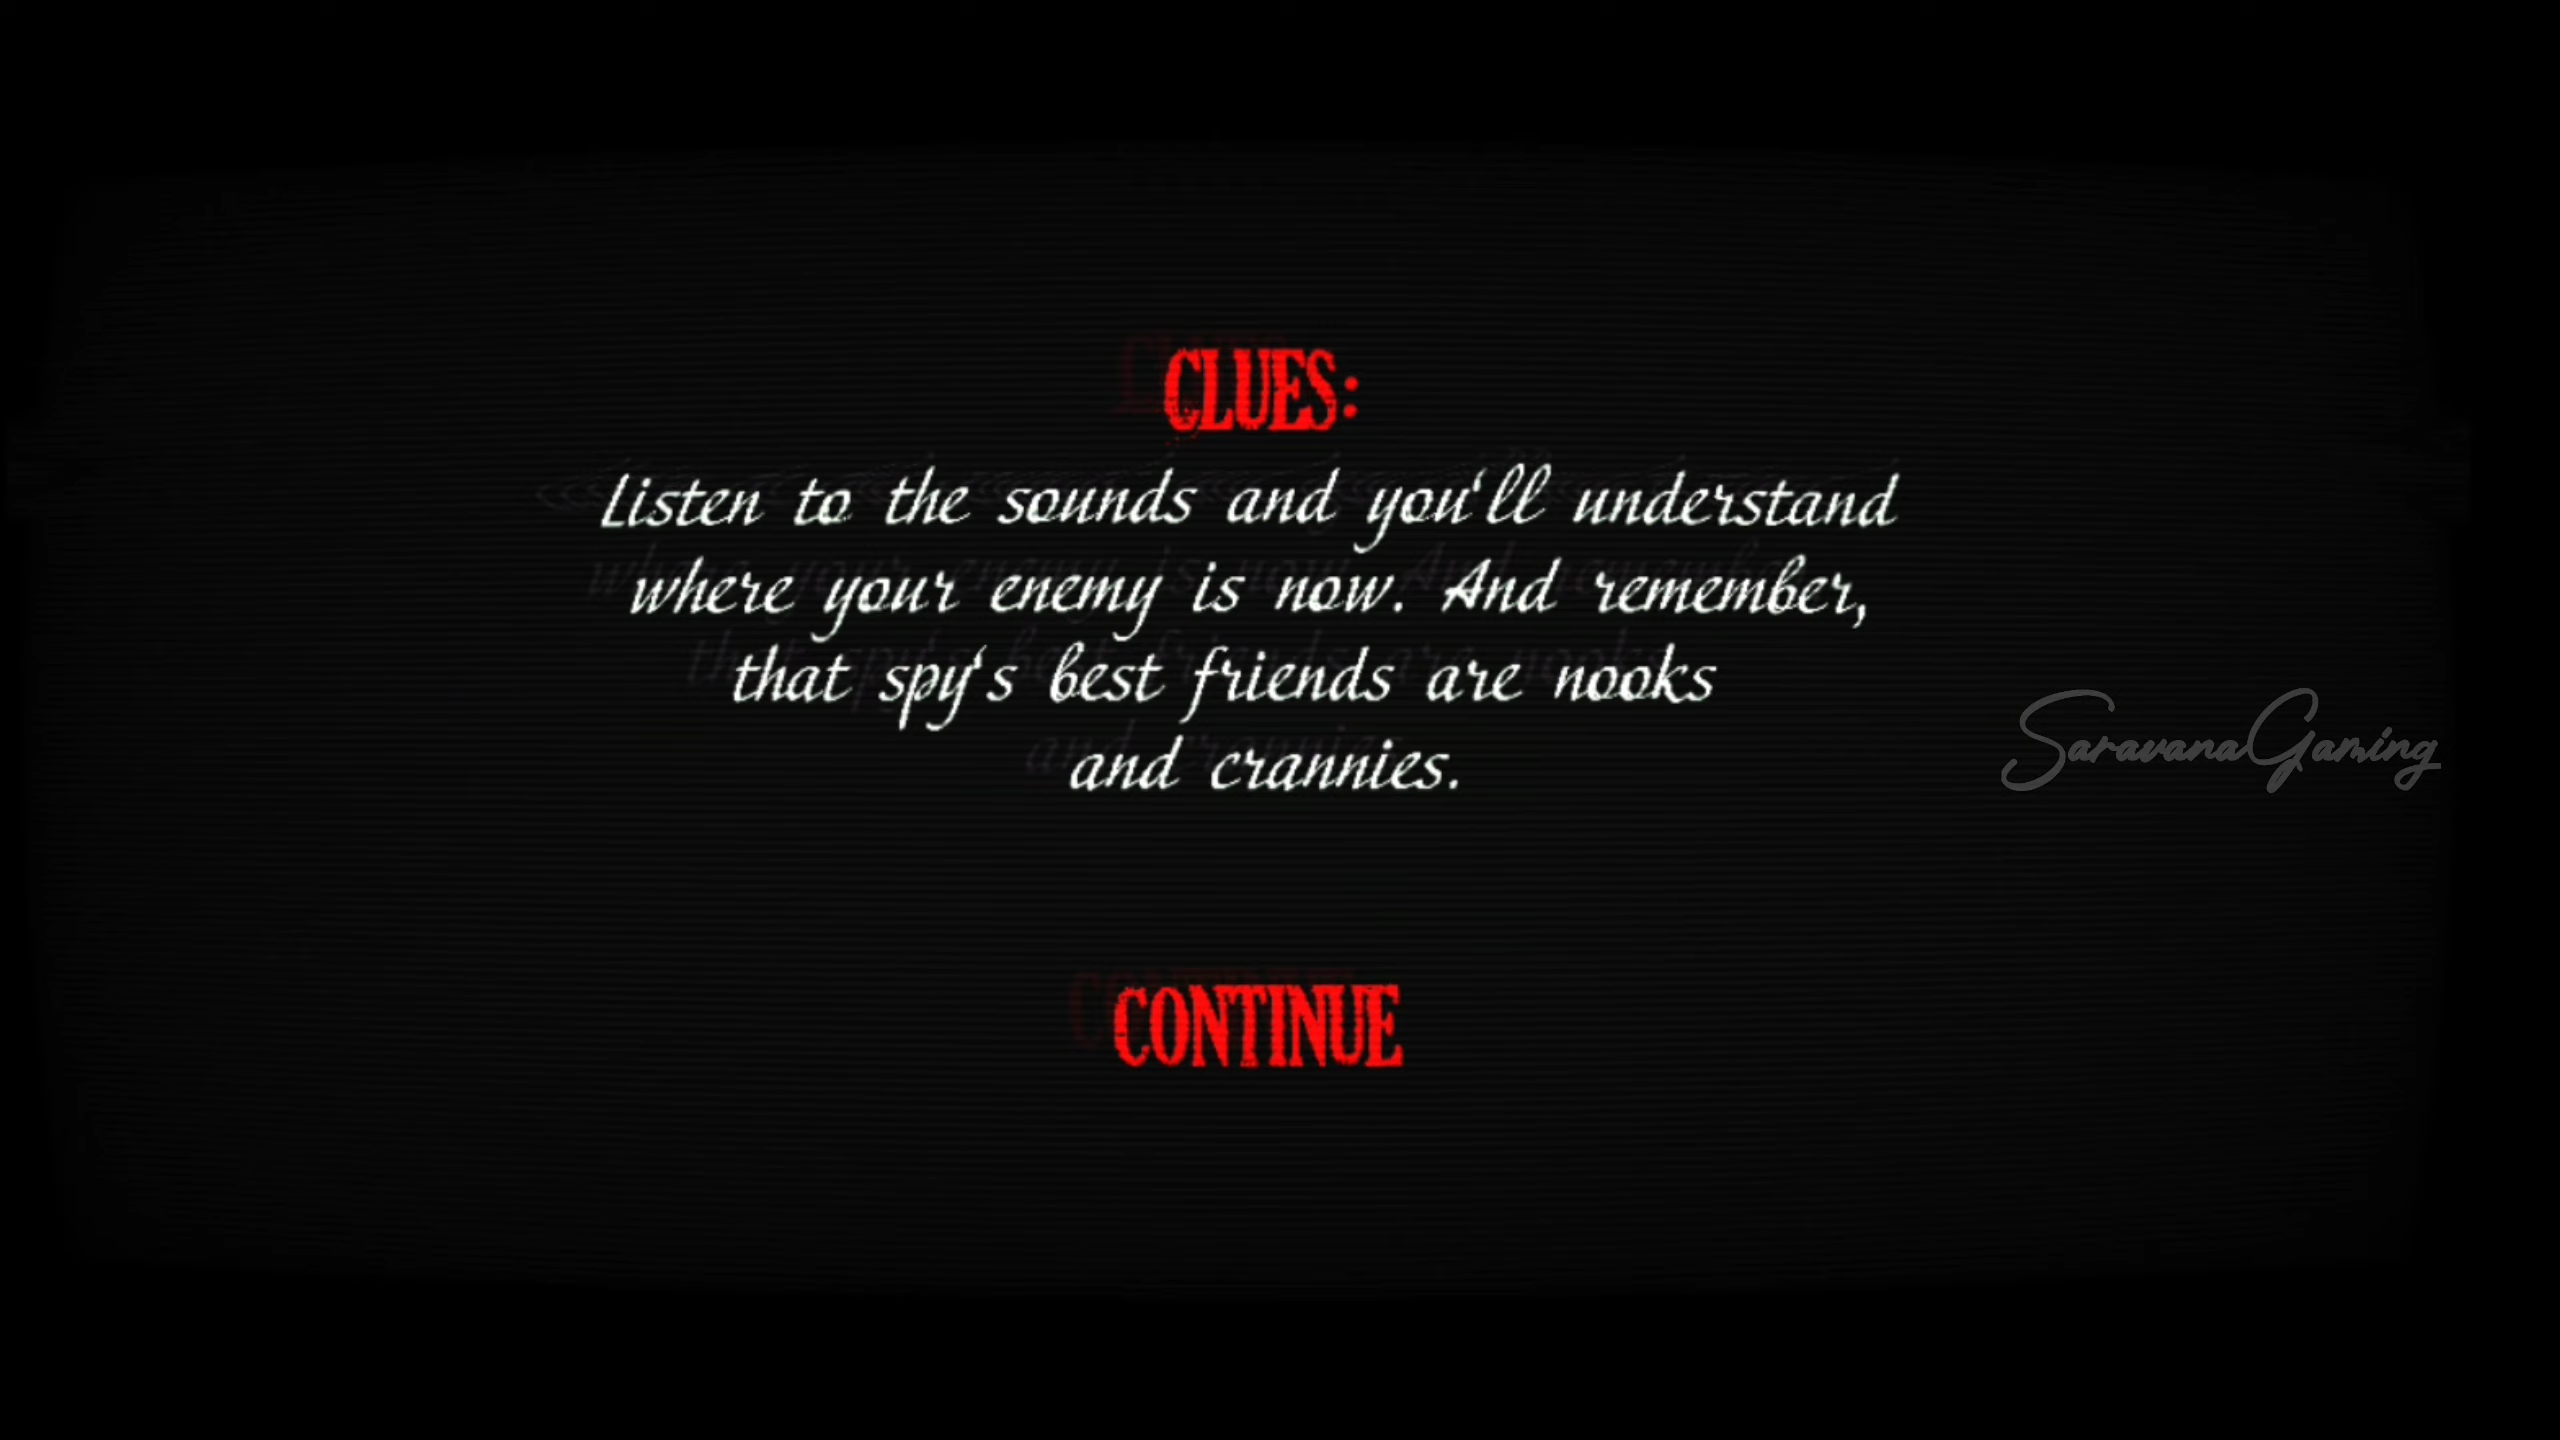 CLUES:
Listen to the sounds and you'll understand
where your enemy is now. And remember,
that spy's best friends are nooks
and crannies.
SaravanaGaming
CONTINUE